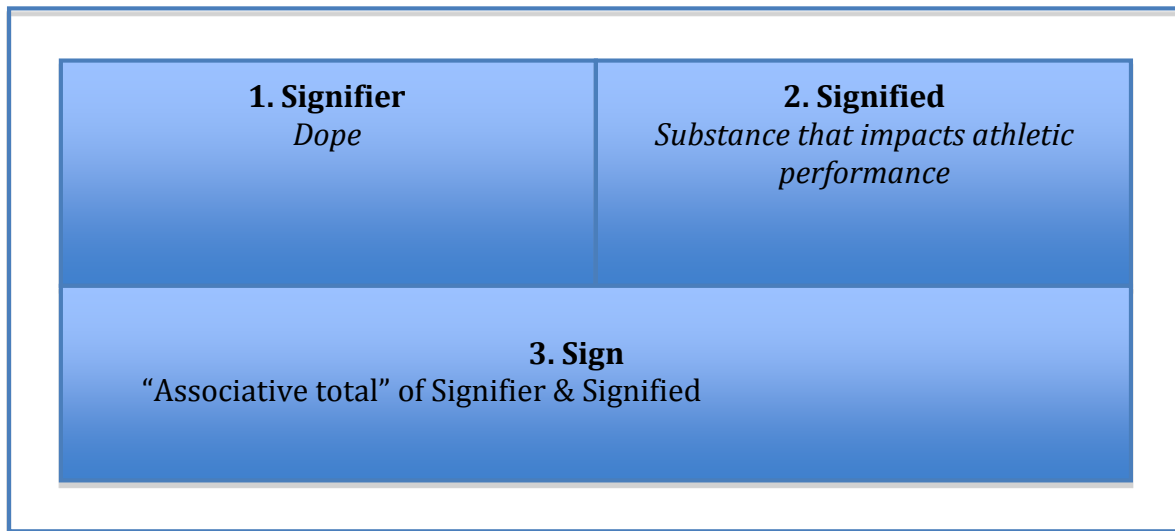 1. Signifier
Dope
2. Signified
Substance that impacts athletic
performance
3. Sign
“Associative total” of Signifier & Signified